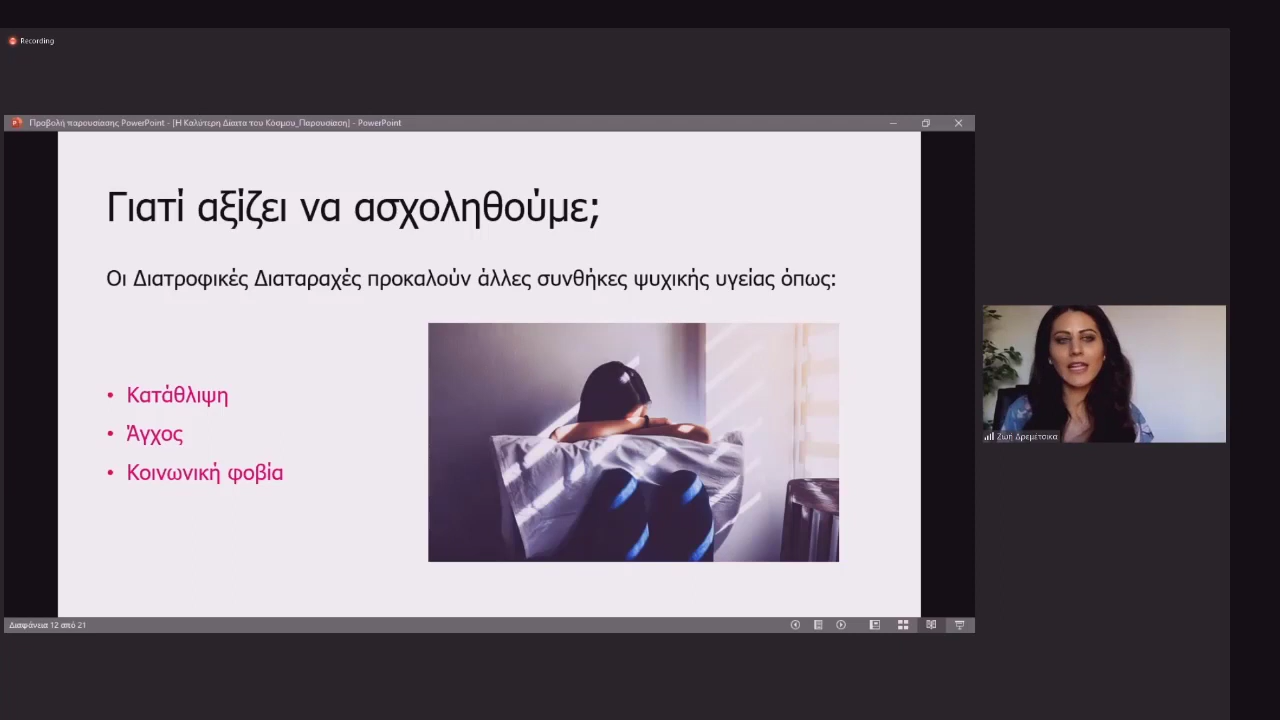 Recording
Προβολή παρουσίασης PowerPoint - [Η Καλύτερη Δίαιτα του Κόσμου_Παρουσίαση] - PowerPoint
Γιατί αξίζει να ασχοληθούμε;
Οι Διατροφικές Διαταραχές προκαλούν άλλες συνθήκες ψυχικής υγείας όπως:
• Κατάθλιψη
• Άγχος
• Κοινωνική φοβία
Ζωή Δρεμέτσικα
Διαφάνεια 12 από 21